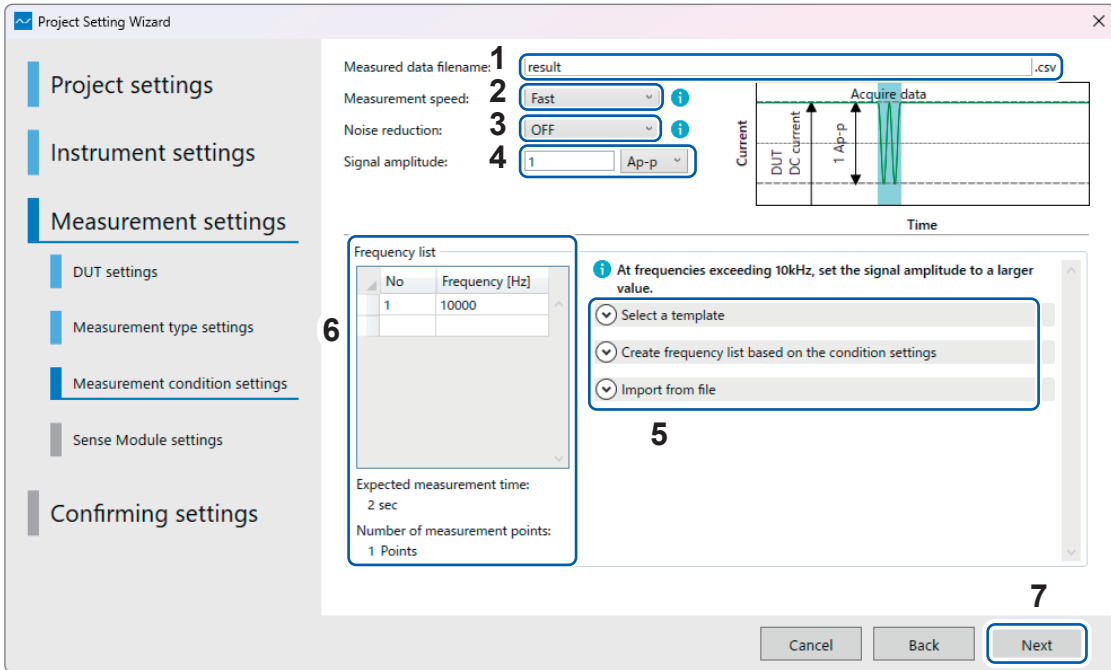 Project Setting Wizard
Project settings
Instrument settings
Measurement settings
DUT settings
Measurement type settings
Measurement condition settings
Sense Module settings
Confirming settings
Measured data filename: 1 result .csv
Measurement speed: 2 Fast
Noise reduction: 3 OFF
Signal amplitude: 4 1 Ap-p
Acquire data
Current
DUT
DC current
1 Ap-p
Time
6
Frequency list
No Frequency [Hz]
1 10000
Expected measurement time:
2 sec
Number of measurement points:
1 Points
At frequencies exceeding 10kHz, set the signal amplitude to a larger
value.
Select a template
Create frequency list based on the condition settings
Import from file
5
7
Cancel Back Next